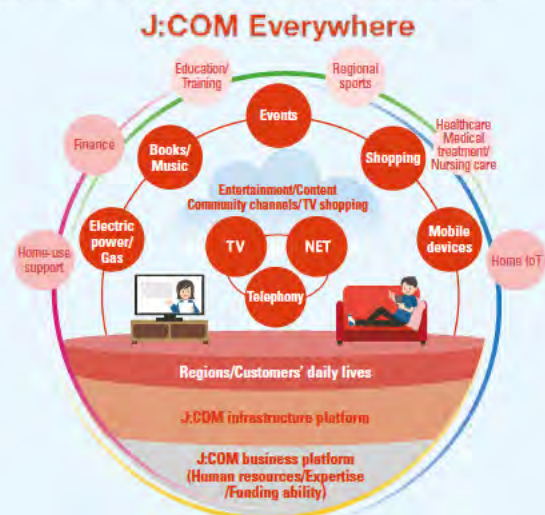 J:COM Everywhere
Education/
Training
Regional
sports
Events
Finance
Books/
Music
Shopping
Healthcare
Medical
treatment/
Nursing care
Entertainment/Content
Community channels/TV shopping
Home-use
support
Electric
power/
Gas
TV
NET
Telephony
Mobile
devices
Home IoT
Regions/Customers' daily lives
J:COM infrastructure platform
J:COM business platform
(Human resources/Expertise
/Funding ability)